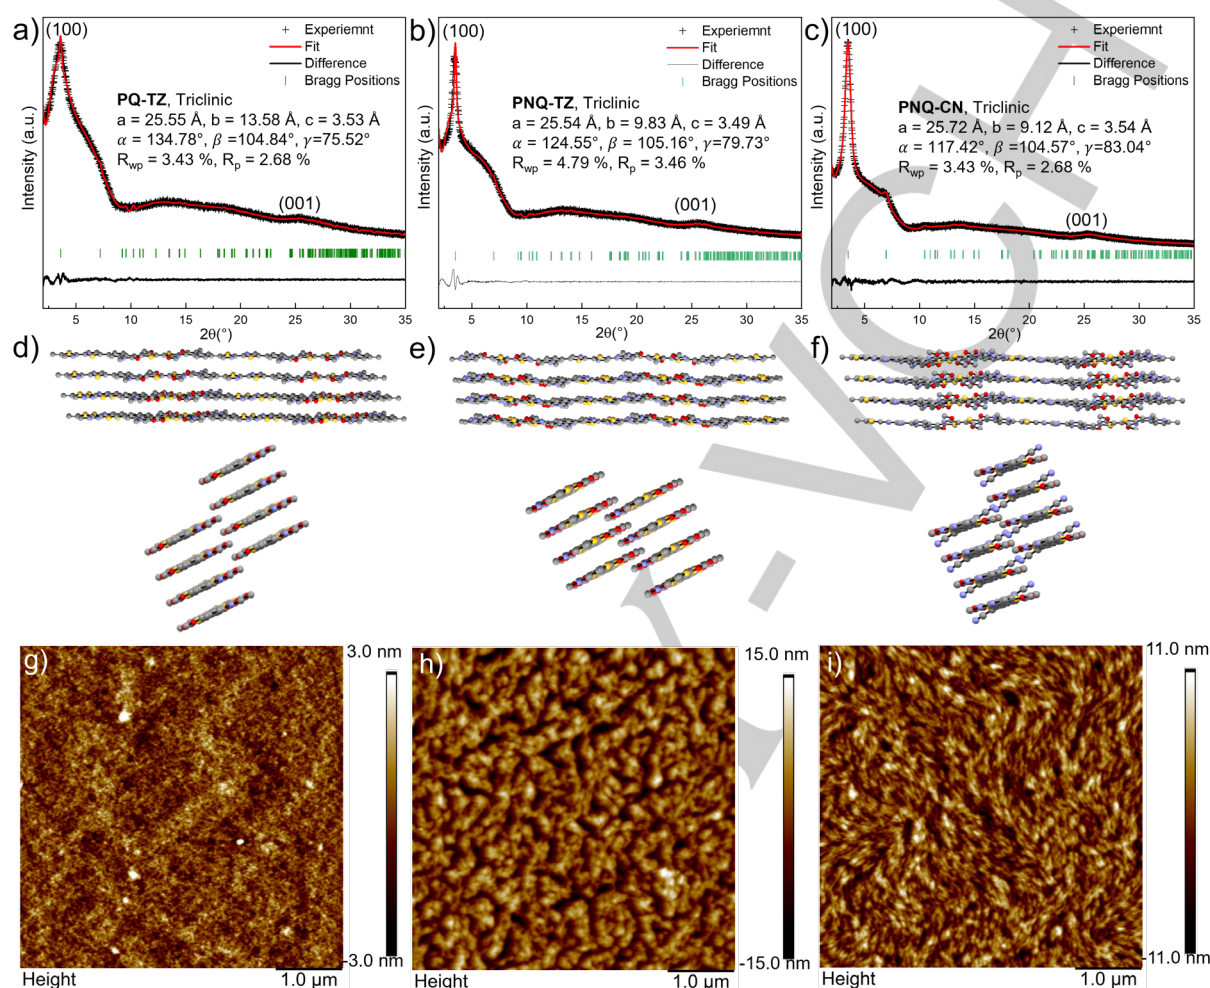 a)
(100)
Experiemnt
Fit
Difference
Bragg Positions
PQ-TZ, Triclinic
a = 25.55 Å, b = 13.58 Å, c = 3.53 Å
α = 134.78°, β =104.84°, γ=75.52°
Rwp = 3.43 %, Rp = 2.68 %
(001)
Intensity (a.u.)
5 10 15 20 25 30 35
2θ(°)
b)
(100)
Experiemnt
Fit
Difference
Bragg Positions
PNQ-TZ, Triclinic
a = 25.54 Å, b = 9.83 Å, c = 3.49 Å
α = 124.55°, β = 105.16°, γ=79.73°
Rwp = 4.79 %, Rp = 3.46 %
(001)
Intensity (a.u.)
5 10 15 20 25 30 35
2θ(°)
c)
(100)
Experiemnt
Fit
Difference
Bragg Positions
PNQ-CN, Triclinic
a = 25.72 Å, b = 9.12 Å, c = 3.54 Å
α = 117.42°, β = 104.57°, γ=83.04°
Rwp = 3.43 %, Rp = 2.68 %
(001)
Intensity (a.u.)
5 10 15 20 25 30 35
2θ(°)
d)
e)
f)
g)
3.0 nm
-3.0 nm
Height
1.0 µm
h)
15.0 nm
-15.0 nm
Height
1.0 µm
i)
11.0 nm
-11.0 nm
Height
1.0 µm